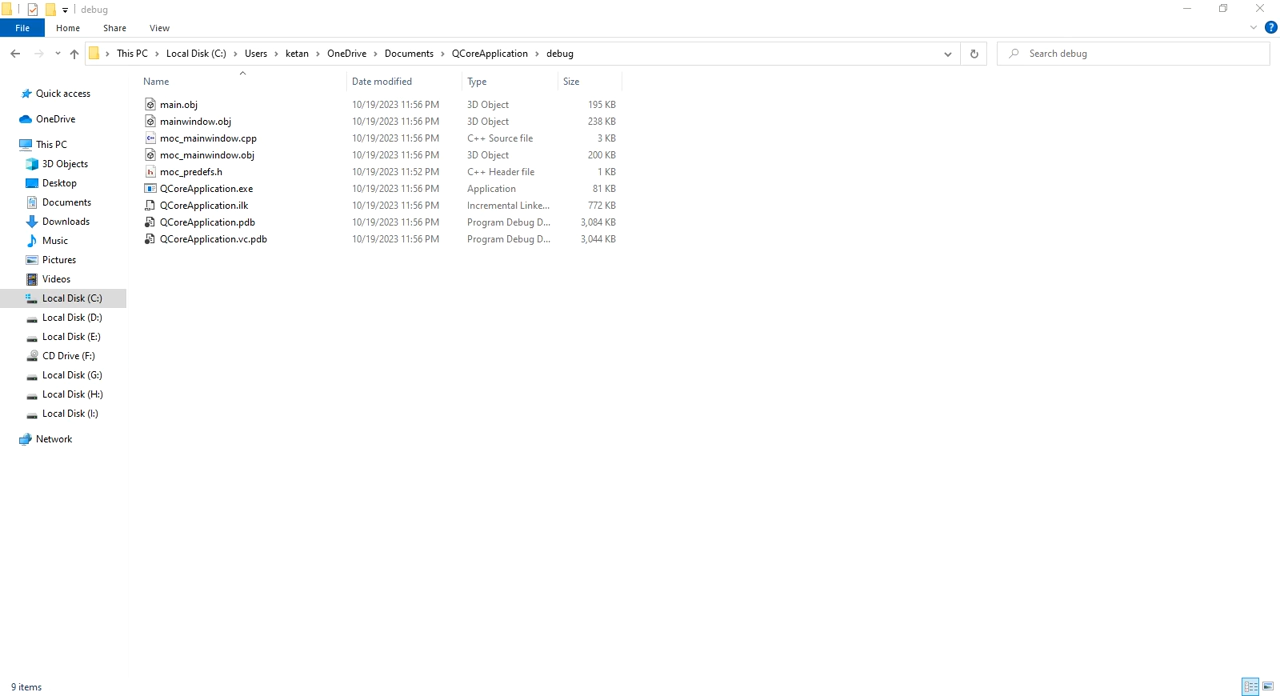 debug
File Home Share View
This PC Local Disk (C:) Users ketan OneDrive Documents QCoreApplication debug Search debug
Name Date modified Type Size
Quick access
OneDrive
This PC
3D Objects
Desktop
Documents
Downloads
Music
Pictures
Videos
Local Disk (C:)
Local Disk (D:)
Local Disk (E:)
CD Drive (F:)
Local Disk (G:)
Local Disk (H:)
Local Disk (I:)
Network
main.obj 10/19/2023 11:56 PM 3D Object 195 KB
mainwindow.obj 10/19/2023 11:56 PM 3D Object 238 KB
moc_mainwindow.cpp 10/19/2023 11:56 PM C++ Source file 3 KB
moc_mainwindow.obj 10/19/2023 11:56 PM 3D Object 200 KB
moc_predefs.h 10/19/2023 11:52 PM C++ Header file 1 KB
QCoreApplication.exe 10/19/2023 11:56 PM Application 81 KB
QCoreApplication.ilk 10/19/2023 11:56 PM Incremental Linke... 772 KB
QCoreApplication.pdb 10/19/2023 11:56 PM Program Debug D... 3,084 KB
QCoreApplication.vc.pdb 10/19/2023 11:56 PM Program Debug D... 3,044 KB
9 items